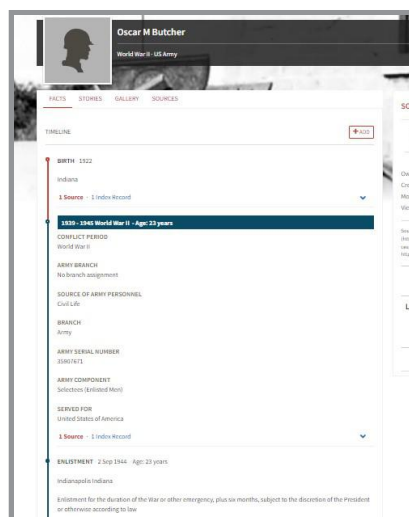 Oscar M Butcher
World War II - US Army
FACTS STORIES GALLERY SOURCES
TIMELINE
+ ADD
BIRTH 1922
Indiana
1 Source - 1 Index Record
1939 - 1945 World War II - Age: 23 years
CONFLICT PERIOD
World War II
ARMY BRANCH
No branch assignment
SOURCE OF ARMY PERSONNEL
Civil Life
BRANCH
Army
ARMY SERIAL NUMBER
35907671
ARMY COMPONENT
Selectees (Enlisted Men)
SERVED FOR
United States of America
1 Source - 1 Index Record
ENLISTMENT 2 Sep 1944 Age: 23 years
Indianapolis Indiana
Enlistment for the duration of the War or other emergency, plus six months, subject to the discretion of the President
or otherwise according to law